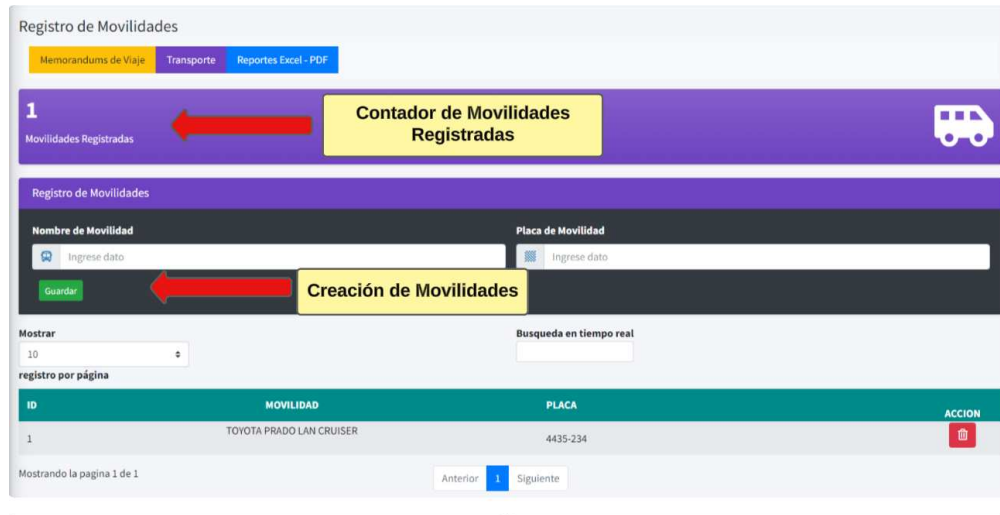 Registro de Movilidades
Memorandums de Viaje Transporte Reportes Excel - PDF
1
Movilidades Registradas
Contador de Movilidades
Registradas
Registro de Movilidades
Nombre de Movilidad Placa de Movilidad
Ingrese dato Ingrese dato
Guardar
Creación de Movilidades
Mostrar Busqueda en tiempo real
10
registro por página
ID MOVILIDAD PLACA ACCION
1 TOYOTA PRADO LAN CRUISER 4435-234
Mostrando la pagina 1 de 1 Anterior 1 Siguiente